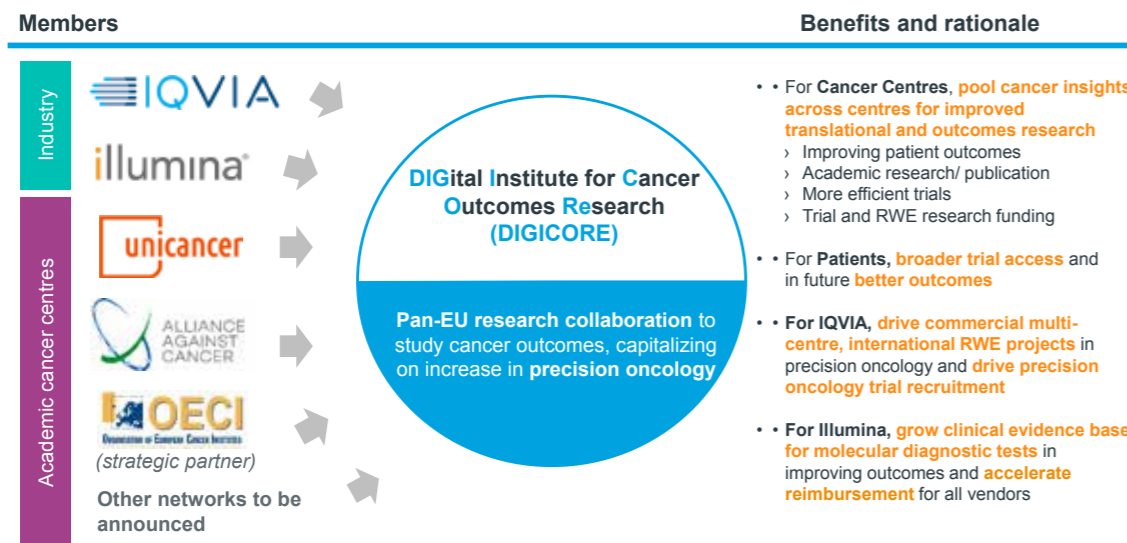 Members
Benefits and rationale
Industry
IQVIA
illumina®
Academic cancer centres
unicancer
ALLIANCE
AGAINST
CANCER
OECI
Organisation of European Cancer Institutes
(strategic partner)
Other networks to be
announced
DIGital Institute for Cancer
Outcomes Research
(DIGICORE)
Pan-EU research collaboration to
study cancer outcomes, capitalizing
on increase in precision oncology
• • For Cancer Centres, pool cancer insights
across centres for improved
translational and outcomes research
› Improving patient outcomes
› Academic research/ publication
› More efficient trials
› Trial and RWE research funding
• • For Patients, broader trial access and
in future better outcomes
• • For IQVIA, drive commercial multi-
centre, international RWE projects in
precision oncology and drive precision
oncology trial recruitment
• • For Illumina, grow clinical evidence base
for molecular diagnostic tests in
improving outcomes and accelerate
reimbursement for all vendors